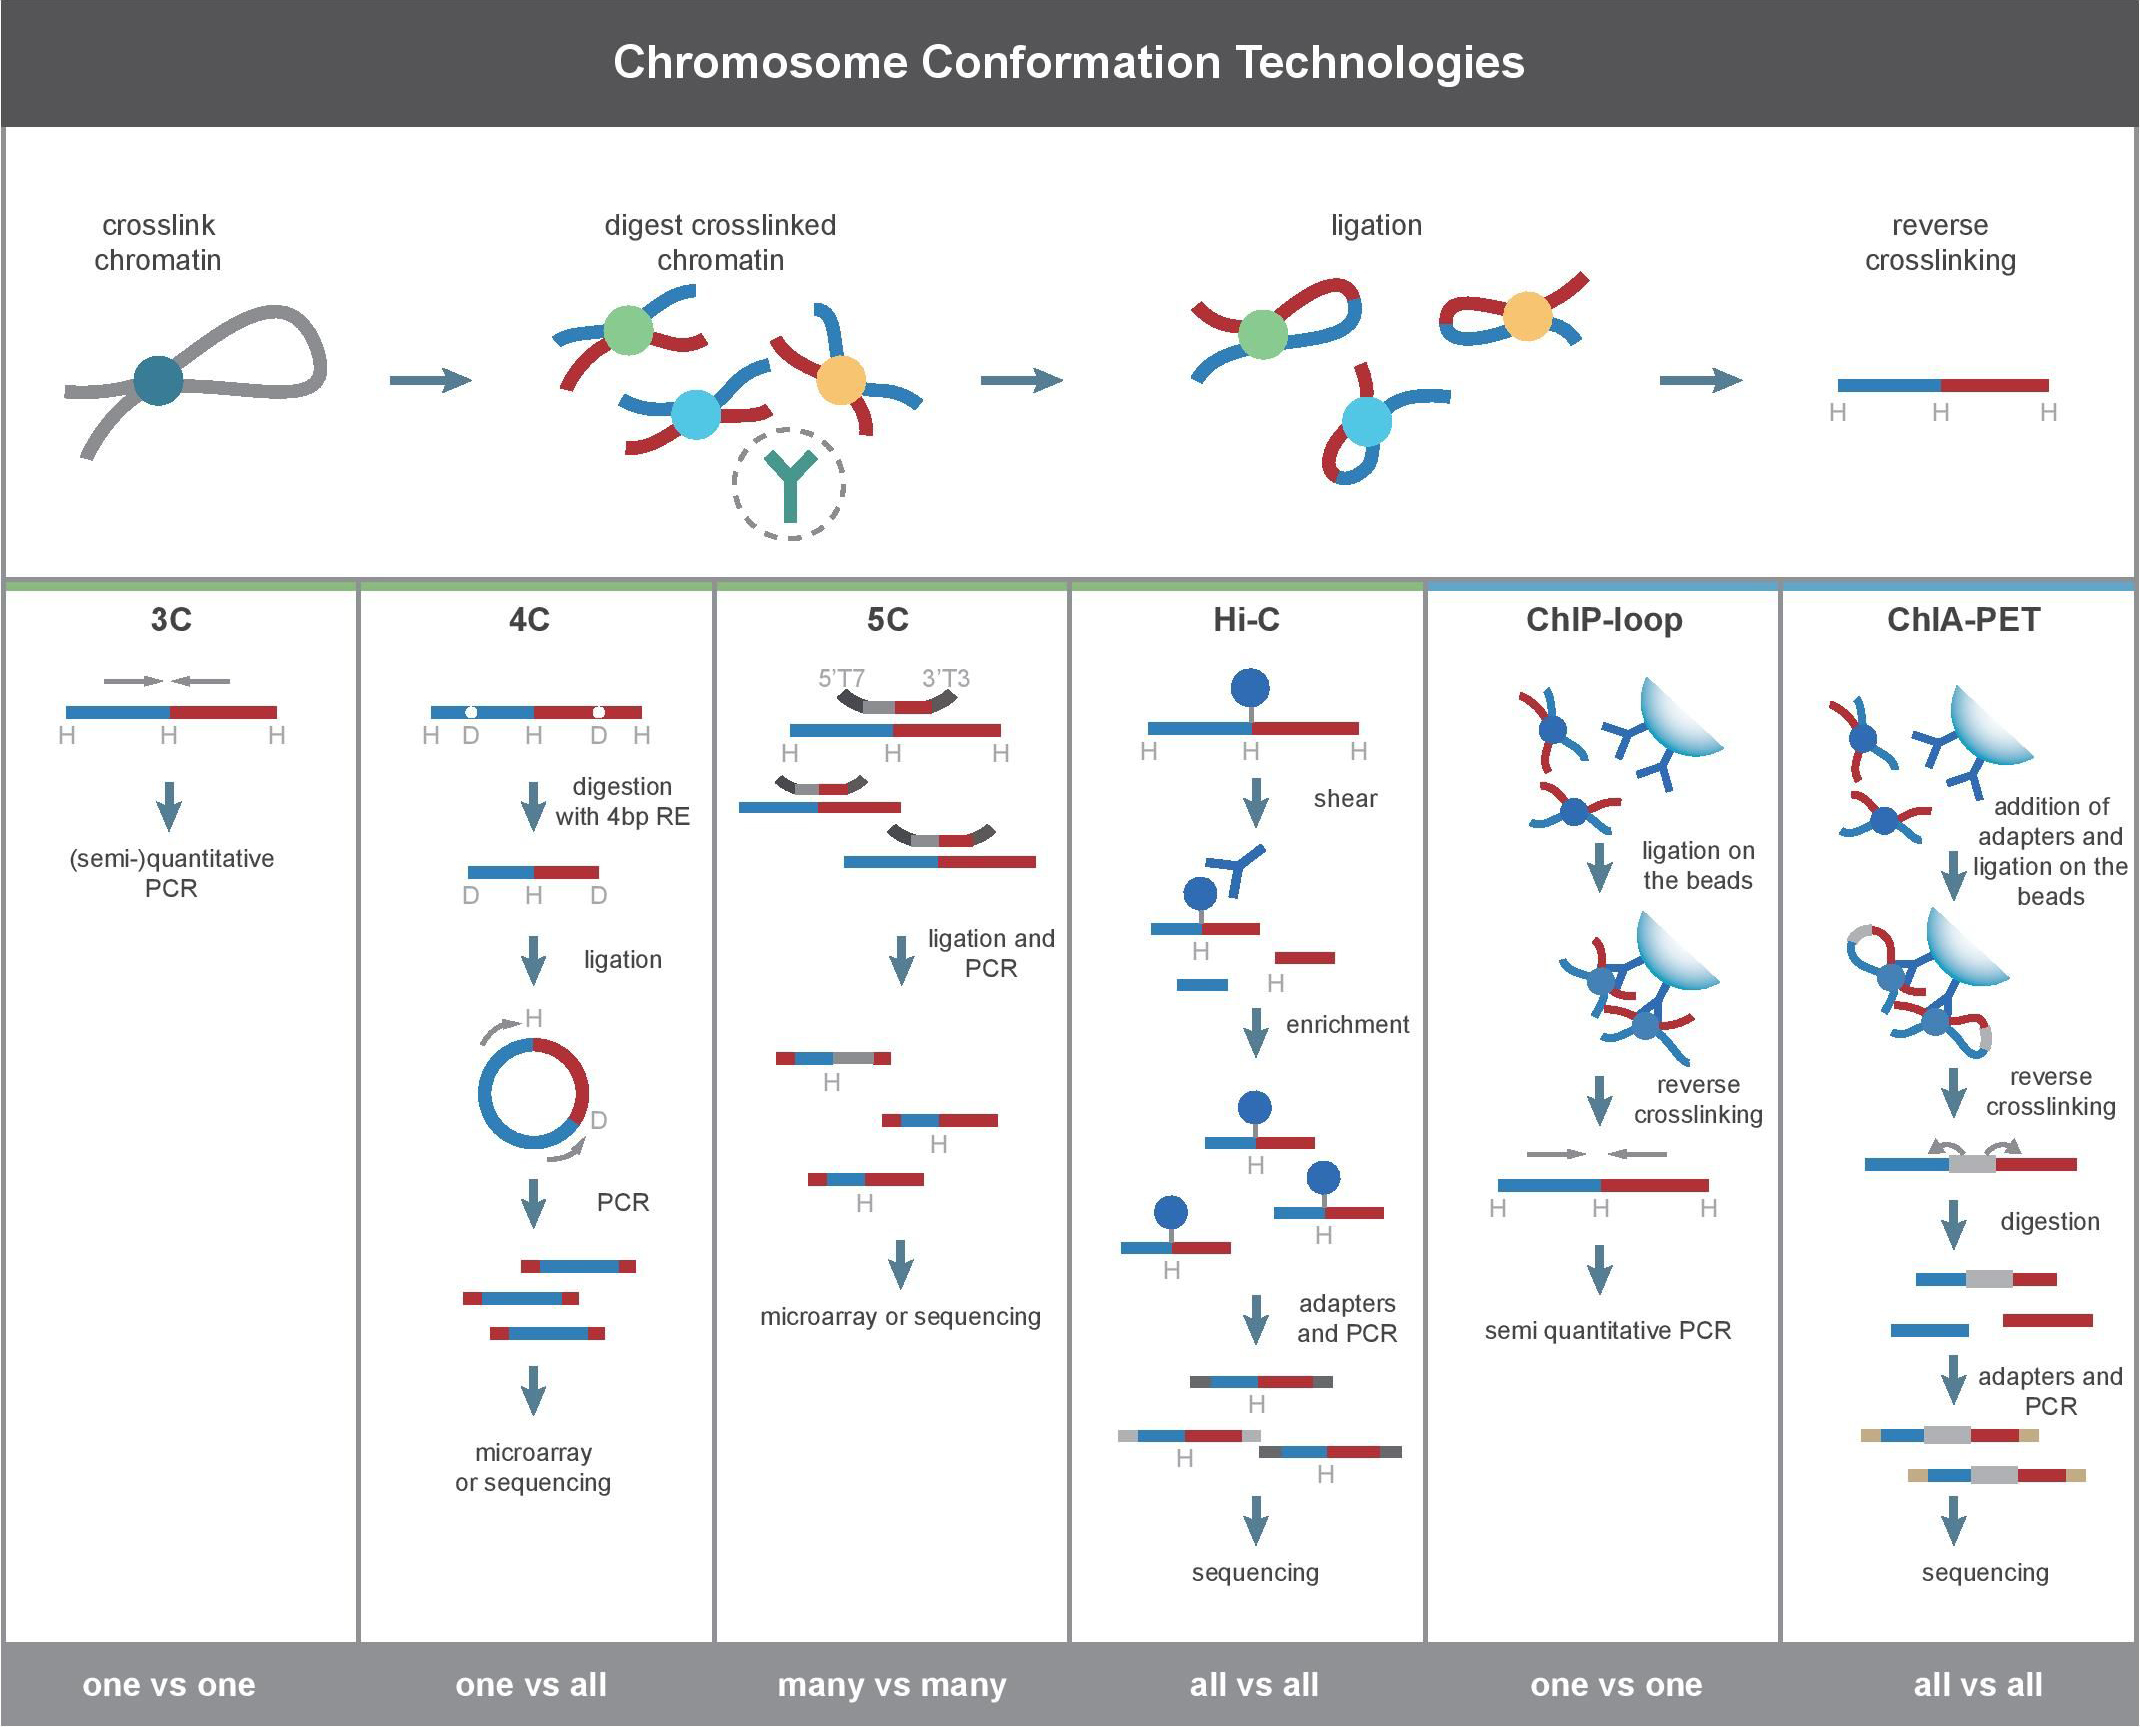 Chromosome Conformation Technologies
crosslink
chromatin
digest crosslinked
chromatin
ligation
reverse
crosslinking
H H H
3C
H H H
(semi-)quantitative
PCR
4C
H D H D H
digestion
with 4bp RE
D H D
ligation
H
D
PCR
microarray
or sequencing
5C
5’T7 3’T3
H H H
ligation and
PCR
H
H
H
microarray or sequencing
Hi-C
H H H
shear
H
H
enrichment
H
H
H
adapters
and PCR
H
H
H
sequencing
ChIP-loop
ligation on
the beads
reverse
crosslinking
H H H
semi quantitative PCR
ChIA-PET
addition of
adapters and
ligation on the
beads
reverse
crosslinking
digestion
adapters and
PCR
sequencing
one vs one
one vs all
many vs many
all vs all
one vs one
all vs all